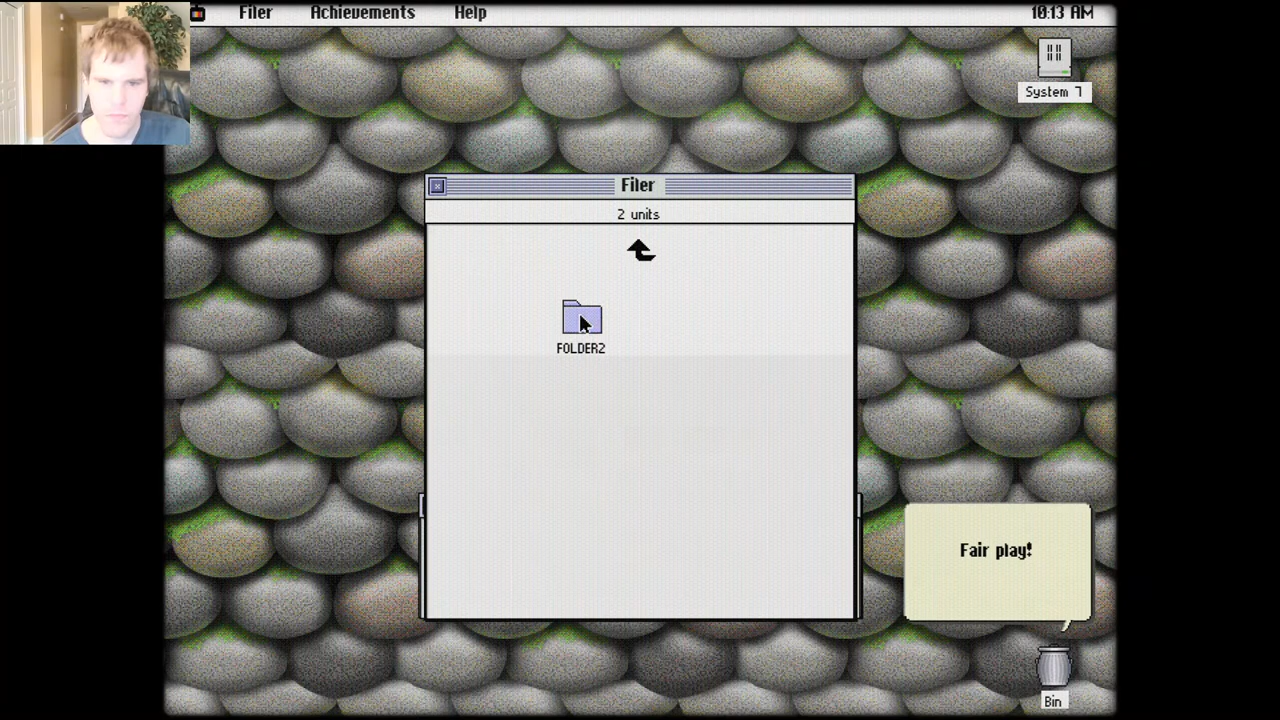 Filer Achievements Help 10:13 AM
System 7
Filer
2 units
FOLDER2
Fair play!
Bin